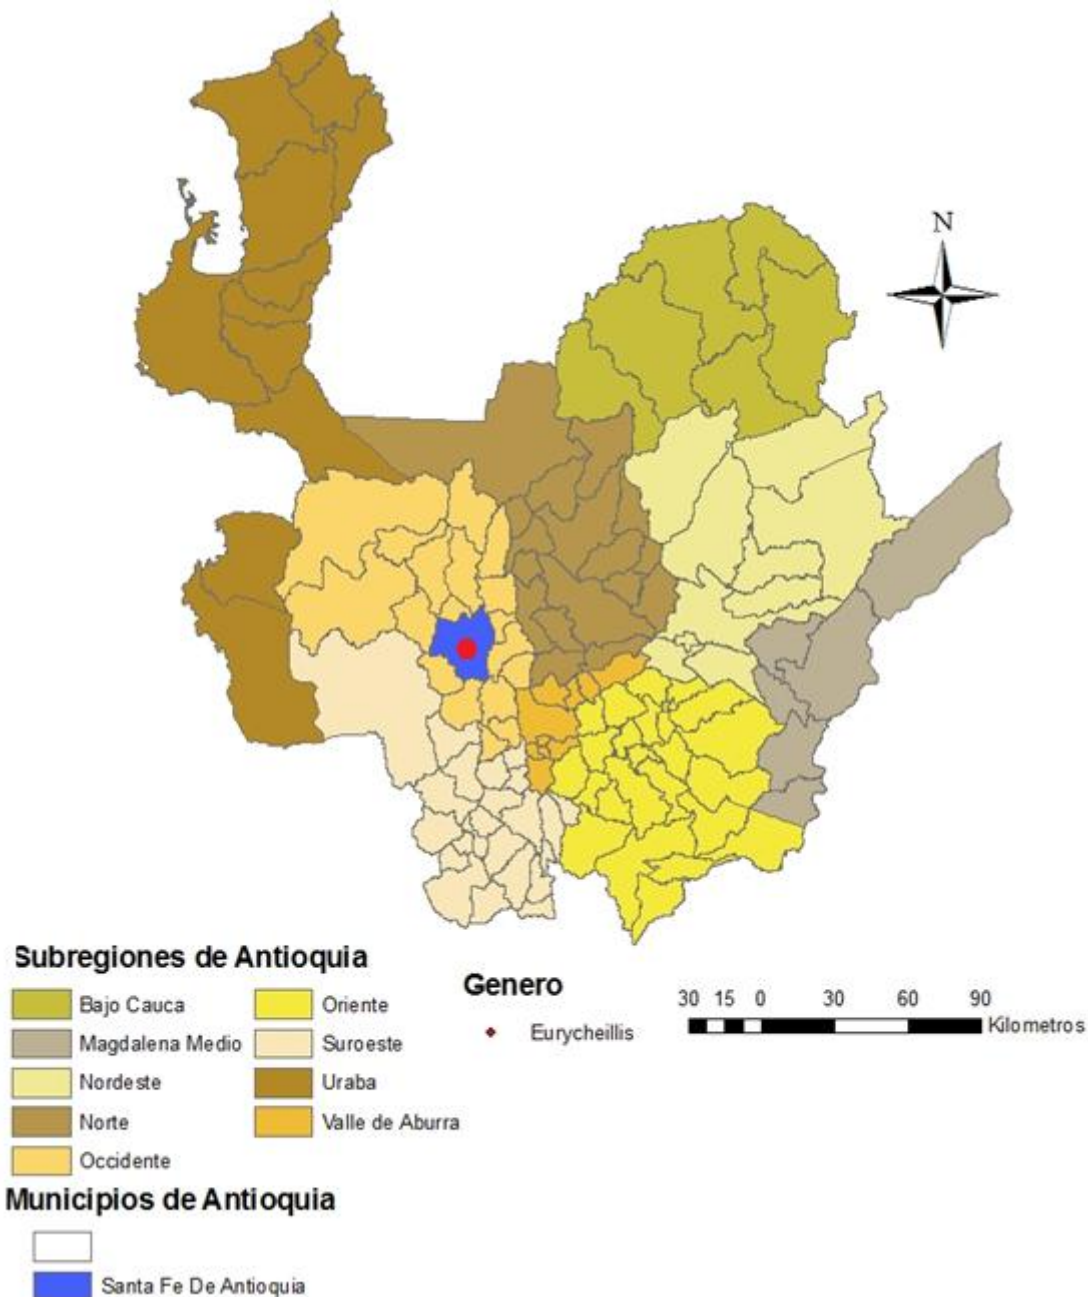 N
Subregiones de Antioquia
Bajo Cauca
Magdalena Medio
Nordeste
Norte
Occidente
Oriente
Suroeste
Uraba
Valle de Aburra
Genero
Eurycheillis
30 15 0 30 60 90
Kilometros
Municipios de Antioquia
Santa Fe De Antioquia